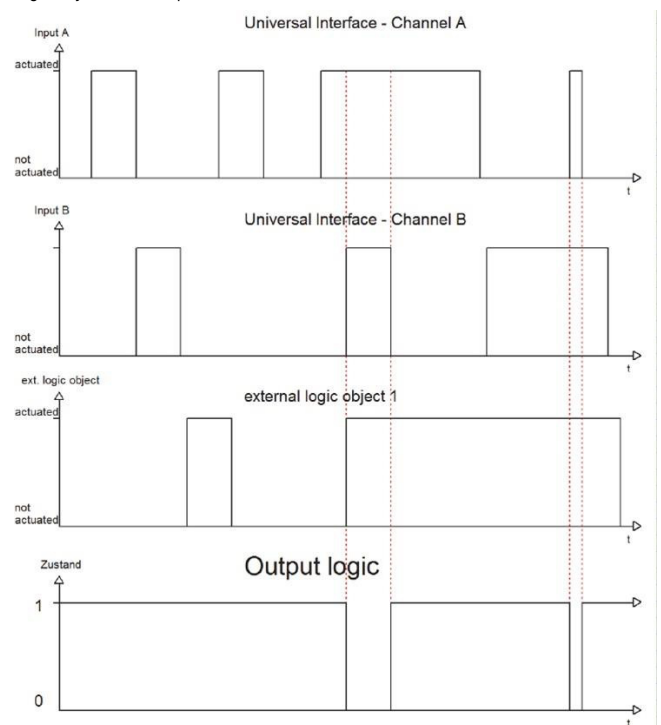 Universal Interface - Channel A
Input A
actuated
not
actuated
t
Input B
Universal Interface - Channel B
not
actuated
t
ext. logic object
external logic object 1
actuated
not
actuated
t
Zustand
Output logic
1
0
t